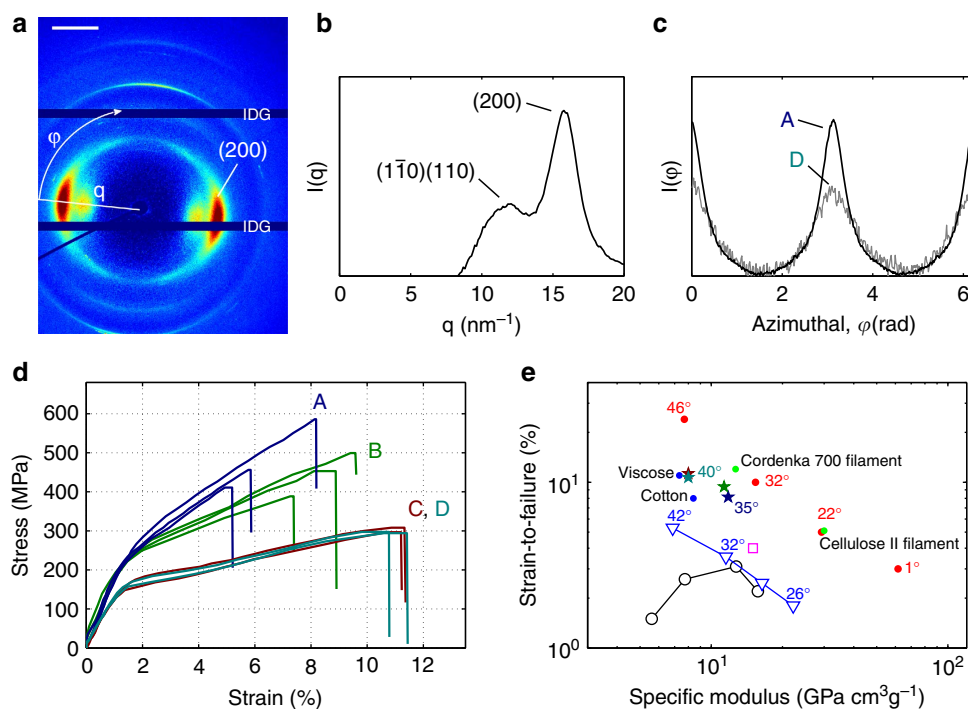 a
IDG
φ
(200)
q
IDG
b
(200)
(11̅0)(110)
I(q)
0 5 10 15 20
q (nm⁻¹)
c
A
D
I(φ)
0 2 4 6
Azimuthal, φ(rad)
d
600
500
400
300
200
100
0
Stress (MPa)
A
B
C, D
0 2 4 6 8 10 12
Strain (%)
e
10¹
10⁰
Strain-to-failure (%)
46°
Viscose
40°
Cordenka 700 filament
32°
Cotton
35°
42°
22°
32°
Cellulose II filament
26°
1°
10¹ 10²
Specific modulus (GPa cm³g⁻¹)